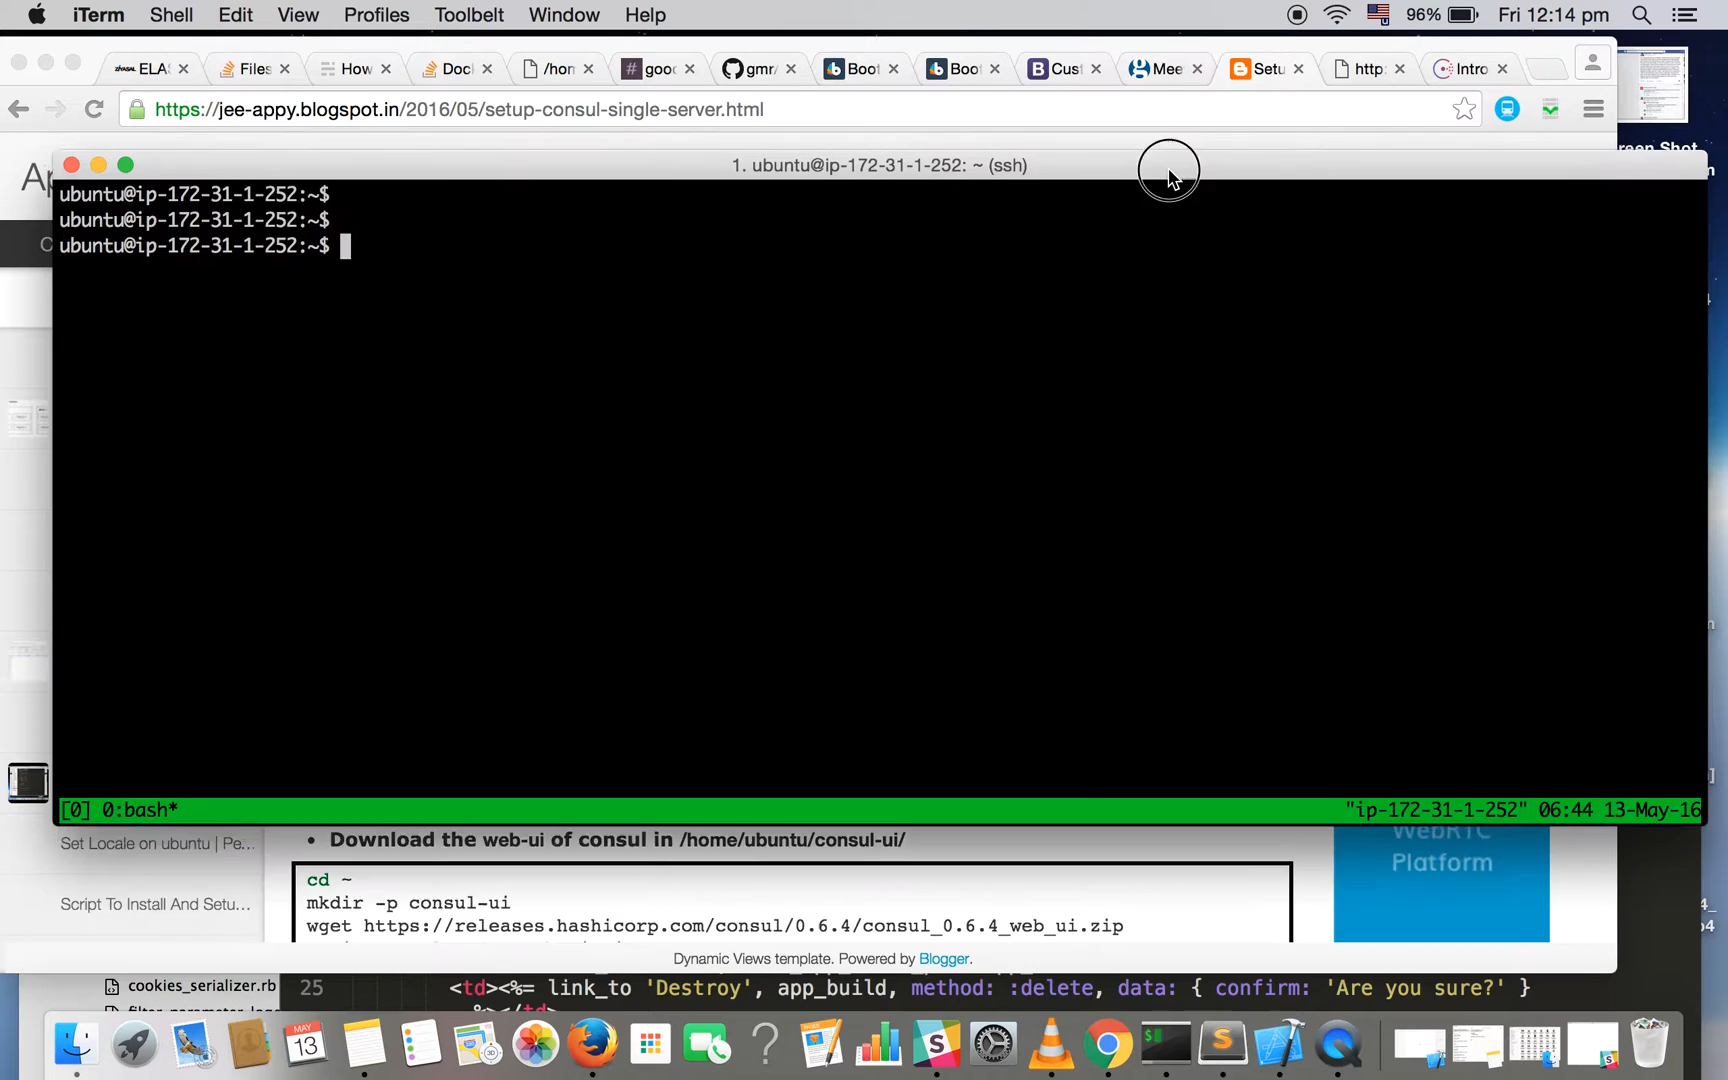 iTerm Shell Edit View Profiles Toolbelt Window Help 96% Fri 12:14 pm
ELA Files How Doc /hor goo gmr/ Boot Boo Cust Mee Setu http: Intro
https://jee-appy.blogspot.in/2016/05/setup-consul-single-server.html
1. ubuntu@ip-172-31-1-252: ~ (ssh)
ubuntu@ip-172-31-1-252:~$
ubuntu@ip-172-31-1-252:~$
ubuntu@ip-172-31-1-252:~$
[0] 0:bash* "ip-172-31-1-252" 06:44 13-May-16
Set Locale on ubuntu | Pe...
Script To Install And Setu...
• Download the web-ui of consul in /home/ubuntu/consul-ui/
cd ~
mkdir -p consul-ui
wget https://releases.hashicorp.com/consul/0.6.4/consul_0.6.4_web_ui.zip
WebRTC
Platform
Dynamic Views template. Powered by Blogger.
cookies_serializer.rb
25 <td><%= link_to 'Destroy', app_build, method: :delete, data: { confirm: 'Are you sure?' }
MAY
13